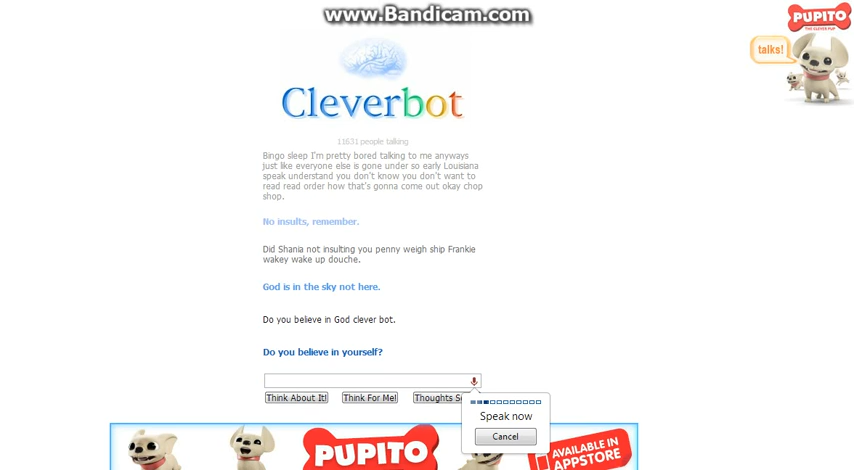 www.Bandicam.com
PUPITO
THE CLEVER PUP
talks!
Cleverbot
11631 people talking
Bingo sleep I'm pretty bored talking to me anyways
just like everyone else is gone under so early Louisiana
speak understand you don't know you don't want to
read read order how that's gonna come out okay chop
shop.
No insults, remember.
Did Shania not insulting you penny weigh ship Frankie
wakey wake up douche.
God is in the sky not here.
Do you believe in God clever bot.
Do you believe in yourself?
Think About It!
Think For Me!
Thoughts
Speak now
Cancel
PUPITO
AVAILABLE IN
APPSTORE